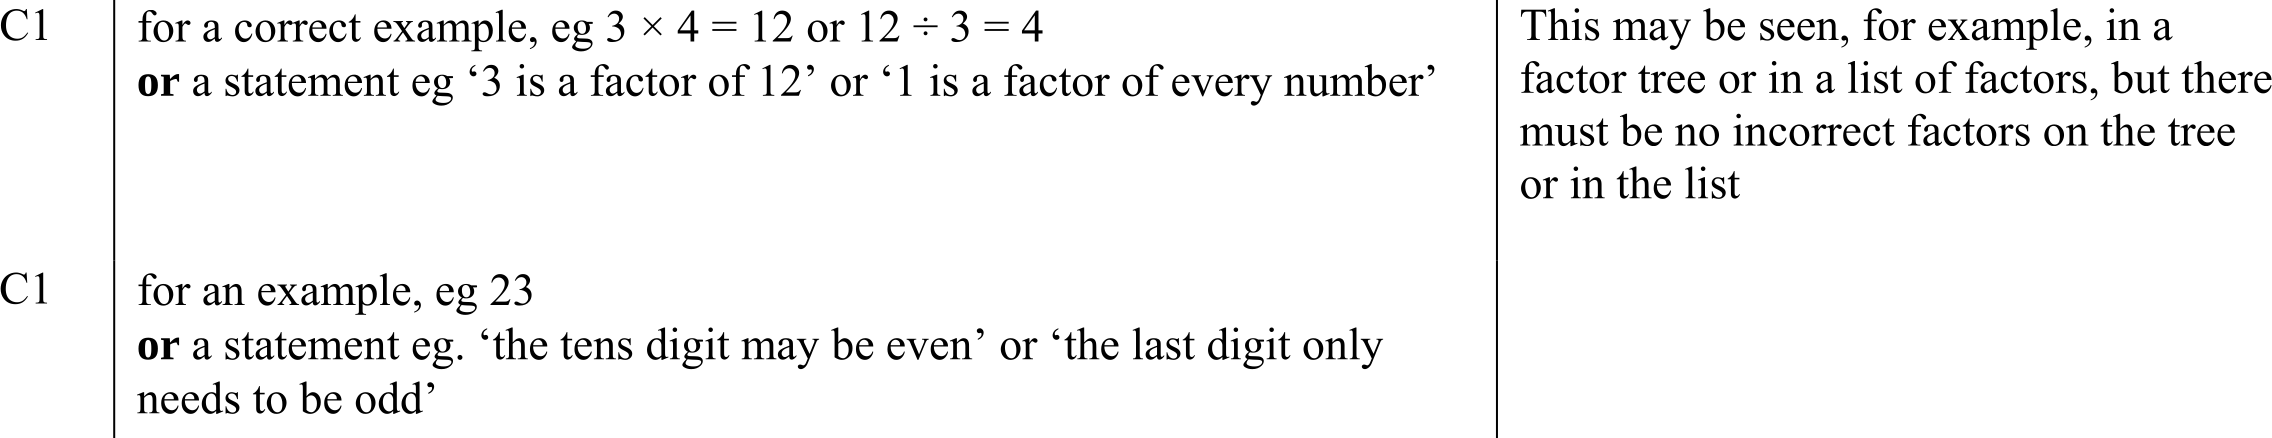 C1
for a correct example, eg 3 × 4 = 12 or 12 ÷ 3 = 4
or a statement eg ‘3 is a factor of 12’ or ‘1 is a factor of every number’
This may be seen, for example, in a
factor tree or in a list of factors, but there
must be no incorrect factors on the tree
or in the list
C1
for an example, eg 23
or a statement eg. ‘the tens digit may be even’ or ‘the last digit only
needs to be odd’